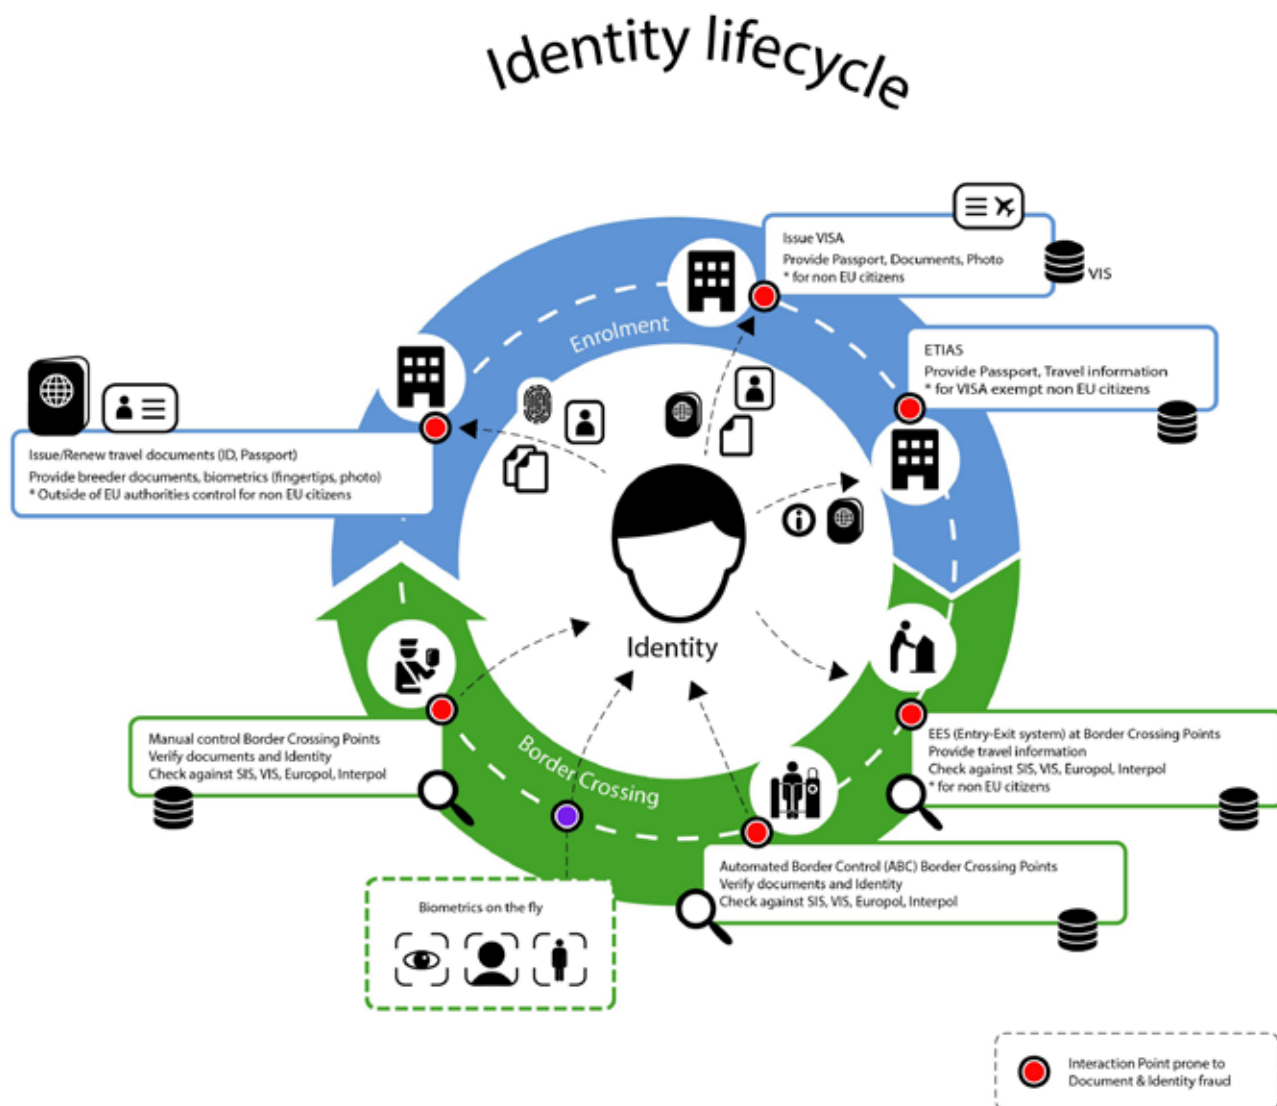 Identity lifecycle
Issue VISA
Provide Passport, Documents, Photo
* for non EU citizens
VIS
Enrolment
ETIAS
Provide Passport, Travel information
* for VISA exempt non EU citizens
Issue/Renew travel documents (ID, Passport)
Provide breeder documents, biometrics (fingertips, photo)
* Outside of EU authorities control for non EU citizens
Identity
Manual control Border Crossing Points
Verify documents and Identity
Check against SIS, VIS, Europol, Interpol
Border Crossing
EES (Entry-Exit system) at Border Crossing Points
Provide travel information
Check against SIS, VIS, Europol, Interpol
* for non EU citizens
Automated Border Control (ABC) Border Crossing Points
Verify documents and Identity
Check against SIS, VIS, Europol, Interpol
Biometrics on the fly
Interaction Point prone to
Document & Identity fraud